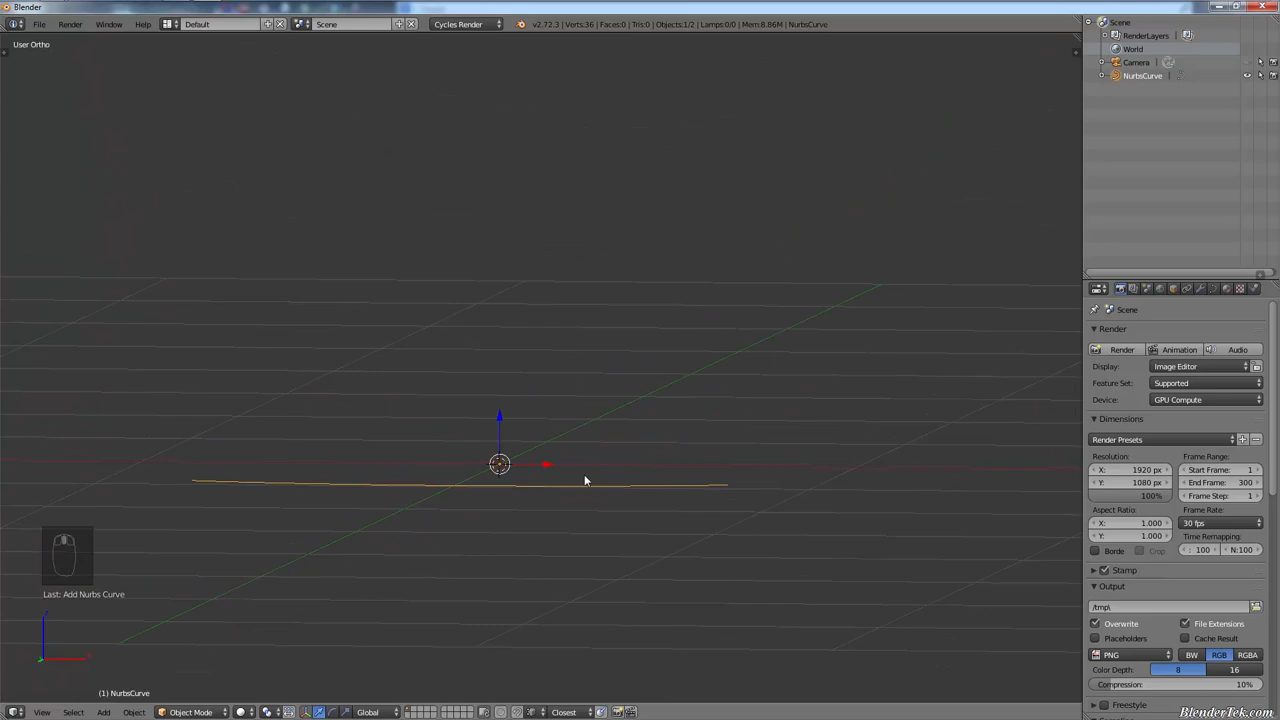 Blender
File Render Window Help Default Scene Cycles Render v2.72.3 | Verts:36 | Faces:0 | Tris:0 | Objects:1/2 | Lamps:0/0 | Mem:8.86M | NurbsCurve
User Ortho
Scene
RenderLayers
World
Camera
NurbsCurve
Scene
Render
Render Animation Audio
Display: Image Editor
Feature Set: Supported
Device: GPU Compute
Dimensions
Render Presets
Resolution: Frame Range:
X: 1920 px Start Frame: 1
Y: 1080 px End Frame: 300
100% Frame Step: 1
Aspect Ratio: Frame Rate:
X: 1.000 30 fps
Y: 1.000 Time Remapping:
Borde Crop : 100 N:100
Stamp
Output
/tmp\
Overwrite File Extensions
Placeholders Cache Result
PNG BW RGB RGBA
Color Depth: 8 16
Compression: 10%
Freestyle
Last: Add Nurbs Curve
z
x
(1) NurbsCurve
View Select Add Object Object Mode Global Closest
BlenderTek.com